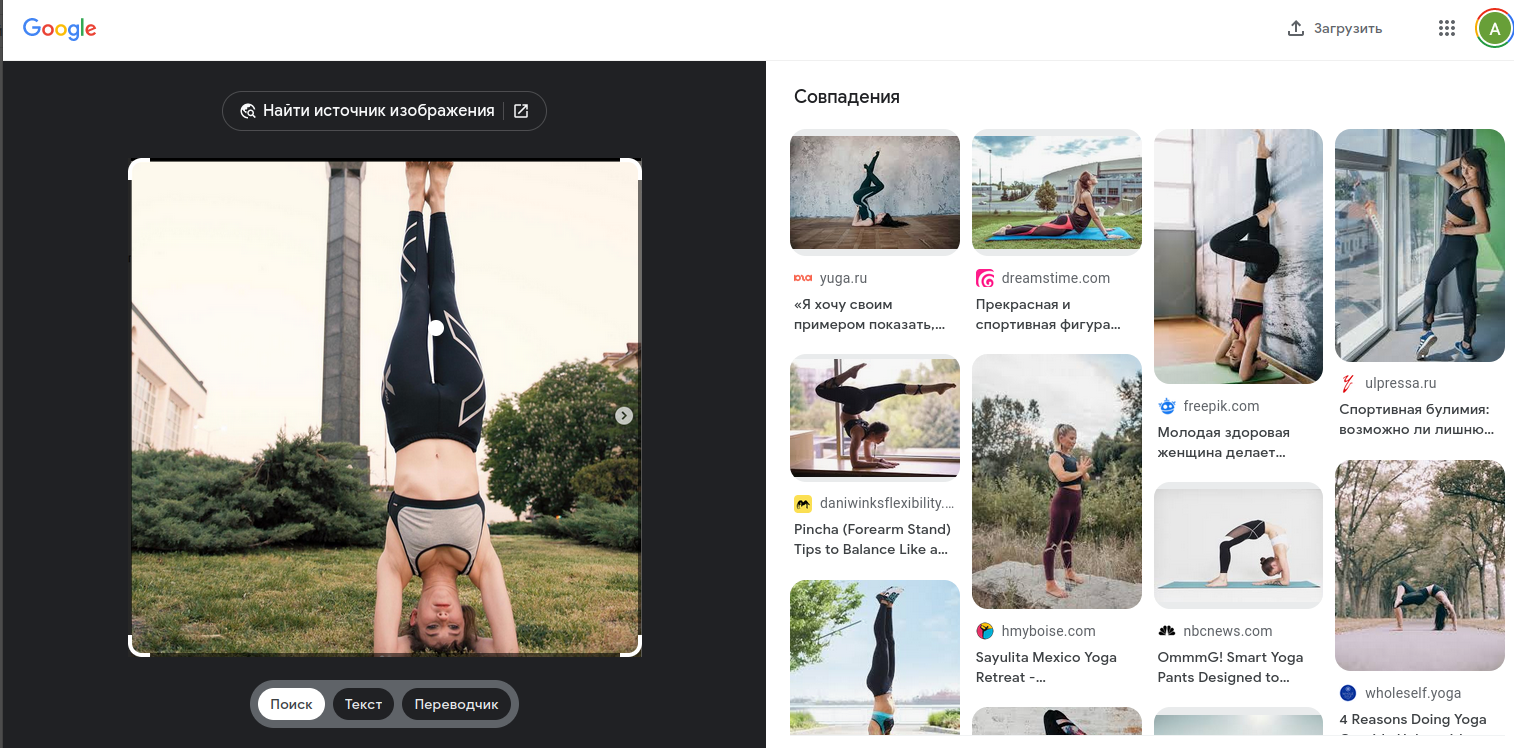 Google
Загрузить
A
Найти источник изображения
Поиск
Текст
Переводчик
Совпадения
yuga.ru
«Я хочу своим
примером показать,...
dreamstime.com
Прекрасная и
спортивная фигура...
freepik.com
Молодая здоровая
женщина делает...
ulpressa.ru
Спортивная булимия:
возможно ли лишню...
daniwinksflexibility....
Pincha (Forearm Stand)
Tips to Balance Like a...
hmyboise.com
Sayulita Mexico Yoga
Retreat -...
nbcnews.com
OmmmG! Smart Yoga
Pants Designed to...
wholeself.yoga
4 Reasons Doing Yoga